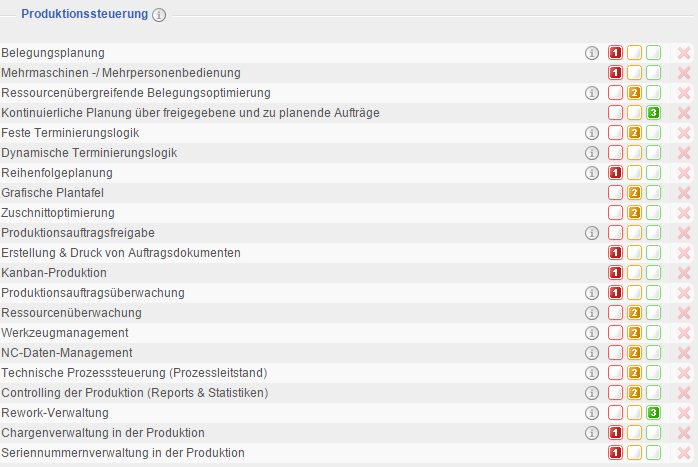 Produktionssteuerung i
Belegungsplanung i 1
Mehrmaschinen -/ Mehrpersonenbedienung 1
Ressourcenübergreifende Belegungsoptimierung i 2
Kontinuierliche Planung über freigegebene und zu planende Aufträge 3
Feste Terminierungslogik i 2
Dynamische Terminierungslogik i
Reihenfolgeplanung i 1
Grafische Plantafel 2
Zuschnittoptimierung 2
Produktionsauftragsfreigabe i
Erstellung & Druck von Auftragsdokumenten 1
Kanban-Produktion 1
Produktionsauftragsüberwachung i 1
Ressourcenüberwachung i 2
Werkzeugmanagement i 2
NC-Daten-Management i 2
Technische Prozesssteuerung (Prozessleitstand) i 2
Controlling der Produktion (Reports & Statistiken) i 2
Rework-Verwaltung i 3
Chargenverwaltung in der Produktion i 1
Seriennummernverwaltung in der Produktion 1